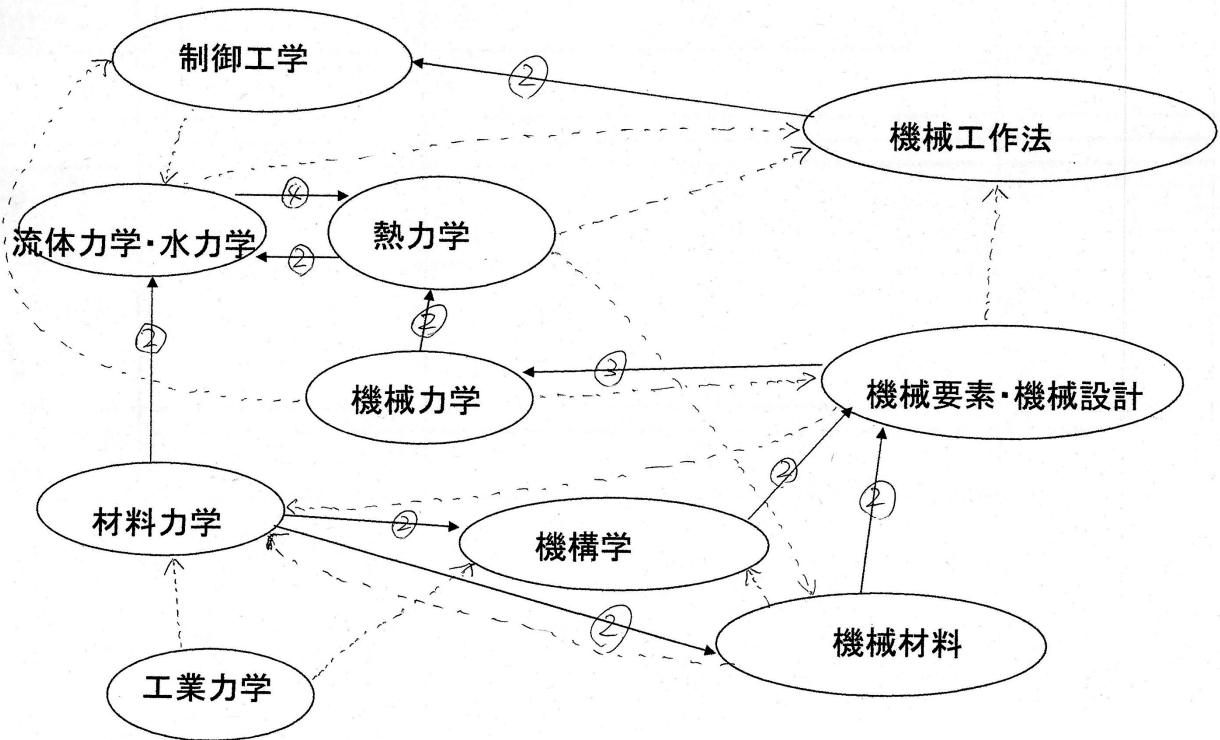 制御工学
②
機械工作法
流体力学・水力学
④
熱力学
②
②
②
機械力学
③
機械要素・機械設計
材料力学
②
機構学
②
②
②
機械材料
工業力学